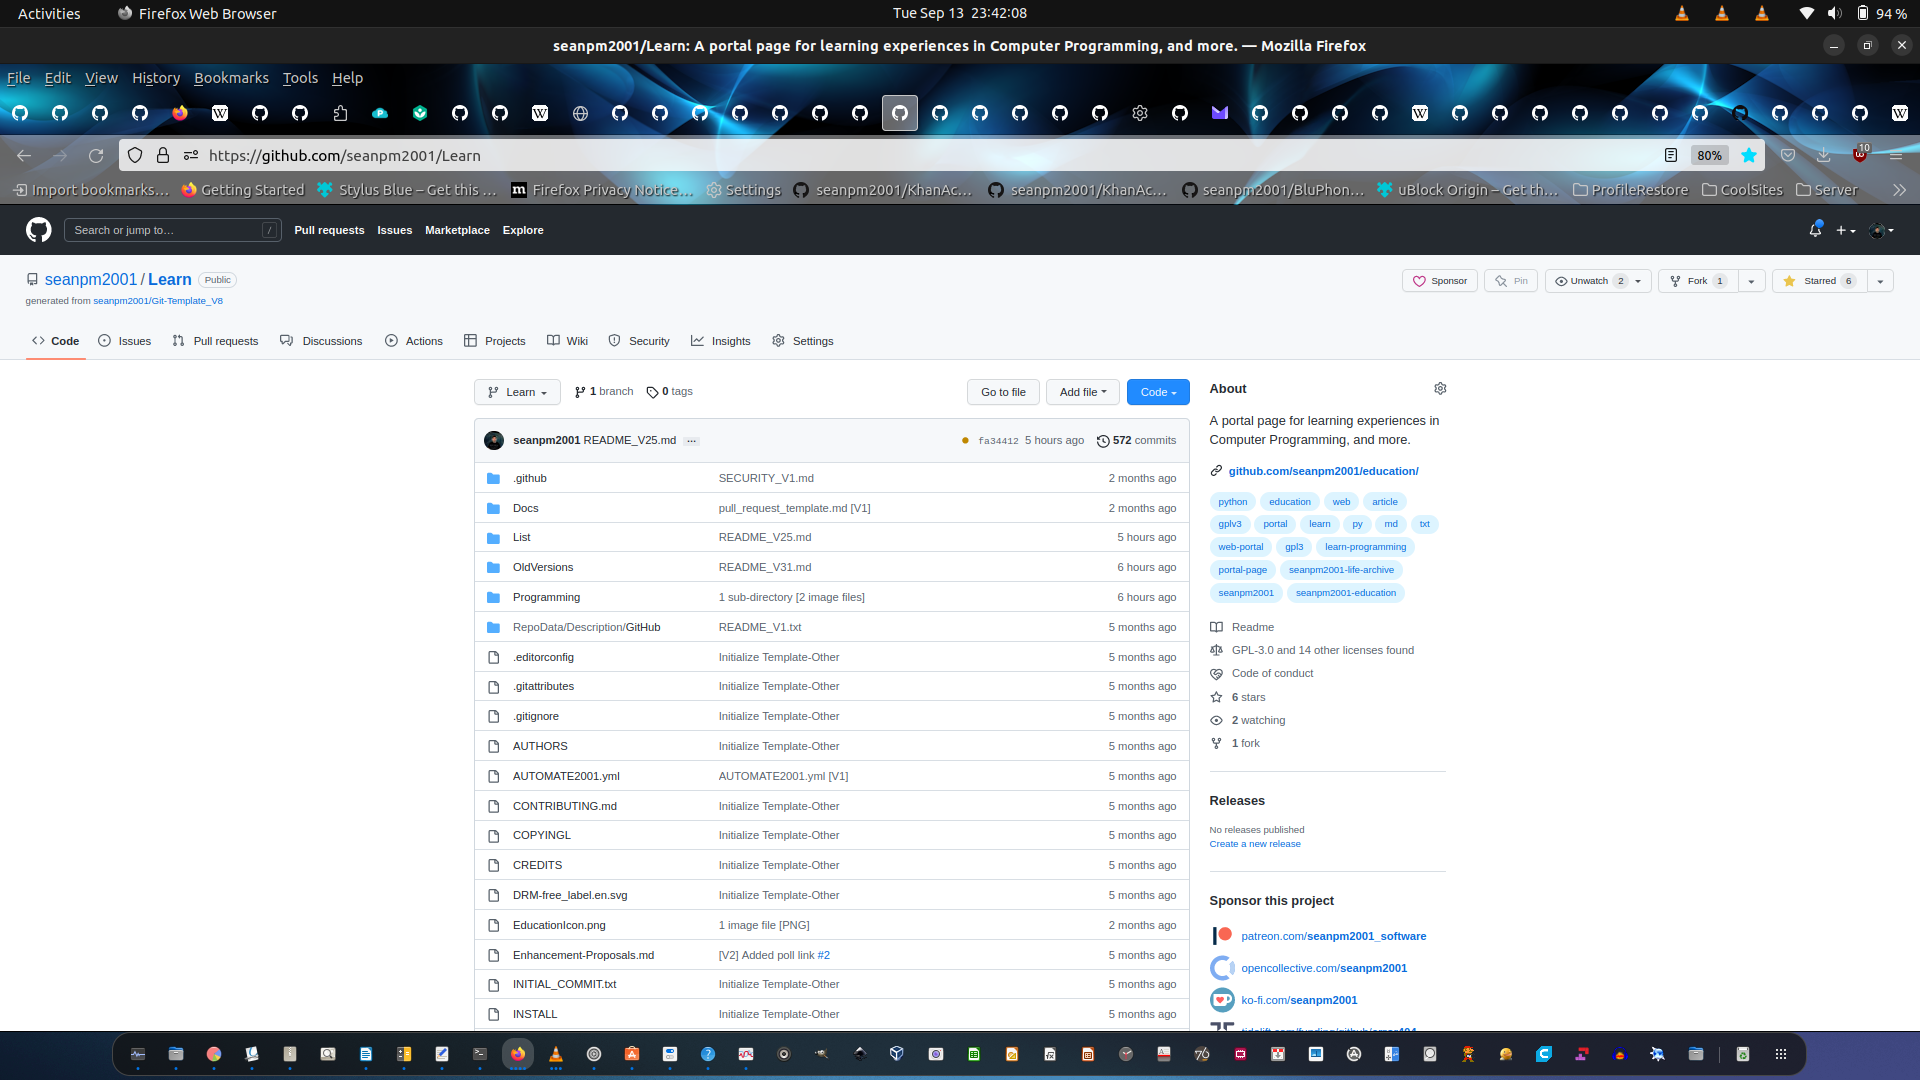 Activities Firefox Web Browser Tue Sep 13 23:42:08 94 %
seanpm2001/Learn: A portal page for learning experiences in Computer Programming, and more. — Mozilla Firefox
File Edit View History Bookmarks Tools Help
https://github.com/seanpm2001/Learn 80% 10
Import bookmarks… Getting Started Stylus Blue – Get this … Firefox Privacy Notice… Settings seanpm2001/KhanAc… seanpm2001/KhanAc… seanpm2001/BluPhon… uBlock Origin – Get th… ProfileRestore CoolSites Server
Search or jump to… / Pull requests Issues Marketplace Explore
seanpm2001 / Learn Public
generated from seanpm2001/Git-Template_V8
Sponsor Pin Unwatch 2 Fork 1 Starred 6
Code Issues Pull requests Discussions Actions Projects Wiki Security Insights Settings
Learn 1 branch 0 tags Go to file Add file Code
seanpm2001 README_V25.md ... fa34412 5 hours ago 572 commits
.github SECURITY_V1.md 2 months ago
Docs pull_request_template.md [V1] 2 months ago
List README_V25.md 5 hours ago
OldVersions README_V31.md 6 hours ago
Programming 1 sub-directory [2 image files] 6 hours ago
RepoData/Description/GitHub README_V1.txt 5 months ago
.editorconfig Initialize Template-Other 5 months ago
.gitattributes Initialize Template-Other 5 months ago
.gitignore Initialize Template-Other 5 months ago
AUTHORS Initialize Template-Other 5 months ago
AUTOMATE2001.yml AUTOMATE2001.yml [V1] 5 months ago
CONTRIBUTING.md Initialize Template-Other 5 months ago
COPYINGL Initialize Template-Other 5 months ago
CREDITS Initialize Template-Other 5 months ago
DRM-free_label.en.svg Initialize Template-Other 5 months ago
EducationIcon.png 1 image file [PNG] 2 months ago
Enhancement-Proposals.md [V2] Added poll link #2 5 months ago
INITIAL_COMMIT.txt Initialize Template-Other 5 months ago
INSTALL Initialize Template-Other 5 months ago
About
A portal page for learning experiences in
Computer Programming, and more.
github.com/seanpm2001/education/
python education web article
gplv3 portal learn py md txt
web-portal gpl3 learn-programming
portal-page seanpm2001-life-archive
seanpm2001 seanpm2001-education
Readme
GPL-3.0 and 14 other licenses found
Code of conduct
6 stars
2 watching
1 fork
Releases
No releases published
Create a new release
Sponsor this project
patreon.com/seanpm2001_software
opencollective.com/seanpm2001
ko-fi.com/seanpm2001
tidelift.com/funding/github/error404